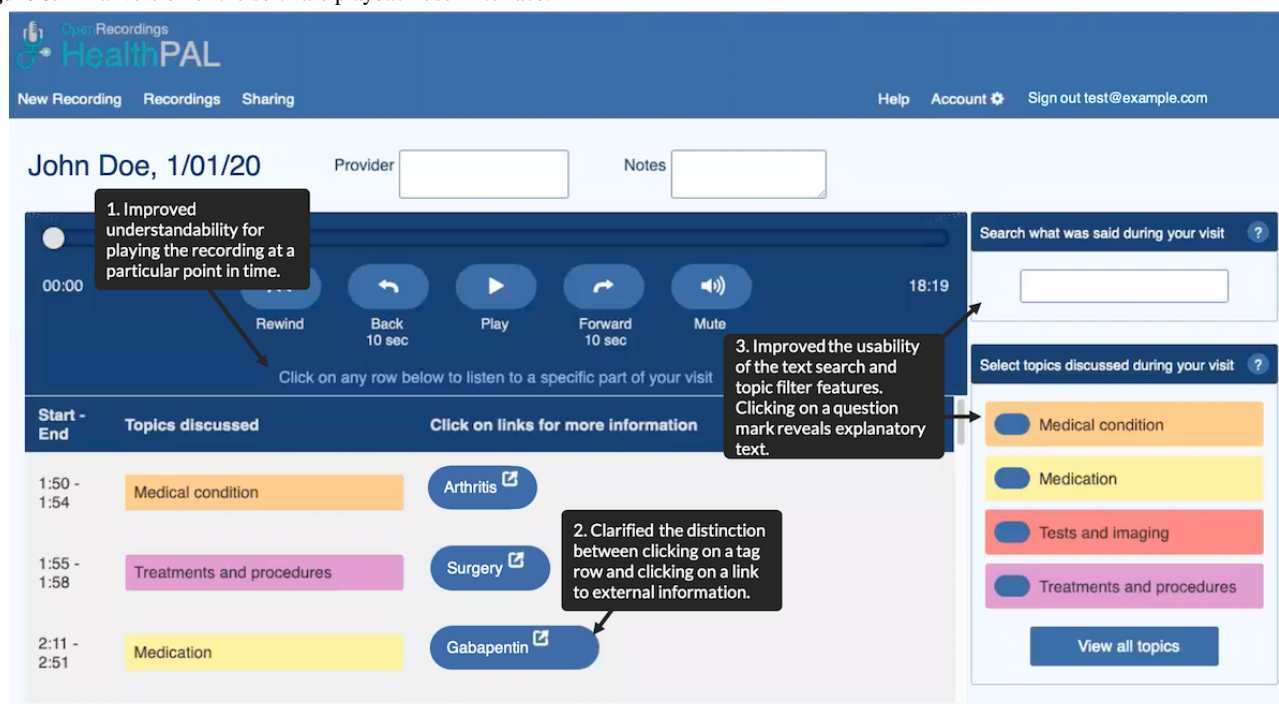 OpenRecordings
HealthPAL
New Recording Recordings Sharing
Help Account Sign out test@example.com
John Doe, 1/01/20
Provider
Notes
1. Improved
understandability for
playing the recording at a
particular point in time.
00:00
18:19
Rewind
Back
10 sec
Play
Forward
10 sec
Mute
Click on any row below to listen to a specific part of your visit
Search what was said during your visit ?
3. Improved the usability
of the text search and
topic filter features.
Clicking on a question
mark reveals explanatory
text.
Select topics discussed during your visit ?
Medical condition
Medication
Tests and imaging
Treatments and procedures
View all topics
Start -
End
Topics discussed
Click on links for more information
1:50 -
1:54
Medical condition
Arthritis
1:55 -
1:58
Treatments and procedures
Surgery
2. Clarified the distinction
between clicking on a tag
row and clicking on a link
to external information.
2:11 -
2:51
Medication
Gabapentin